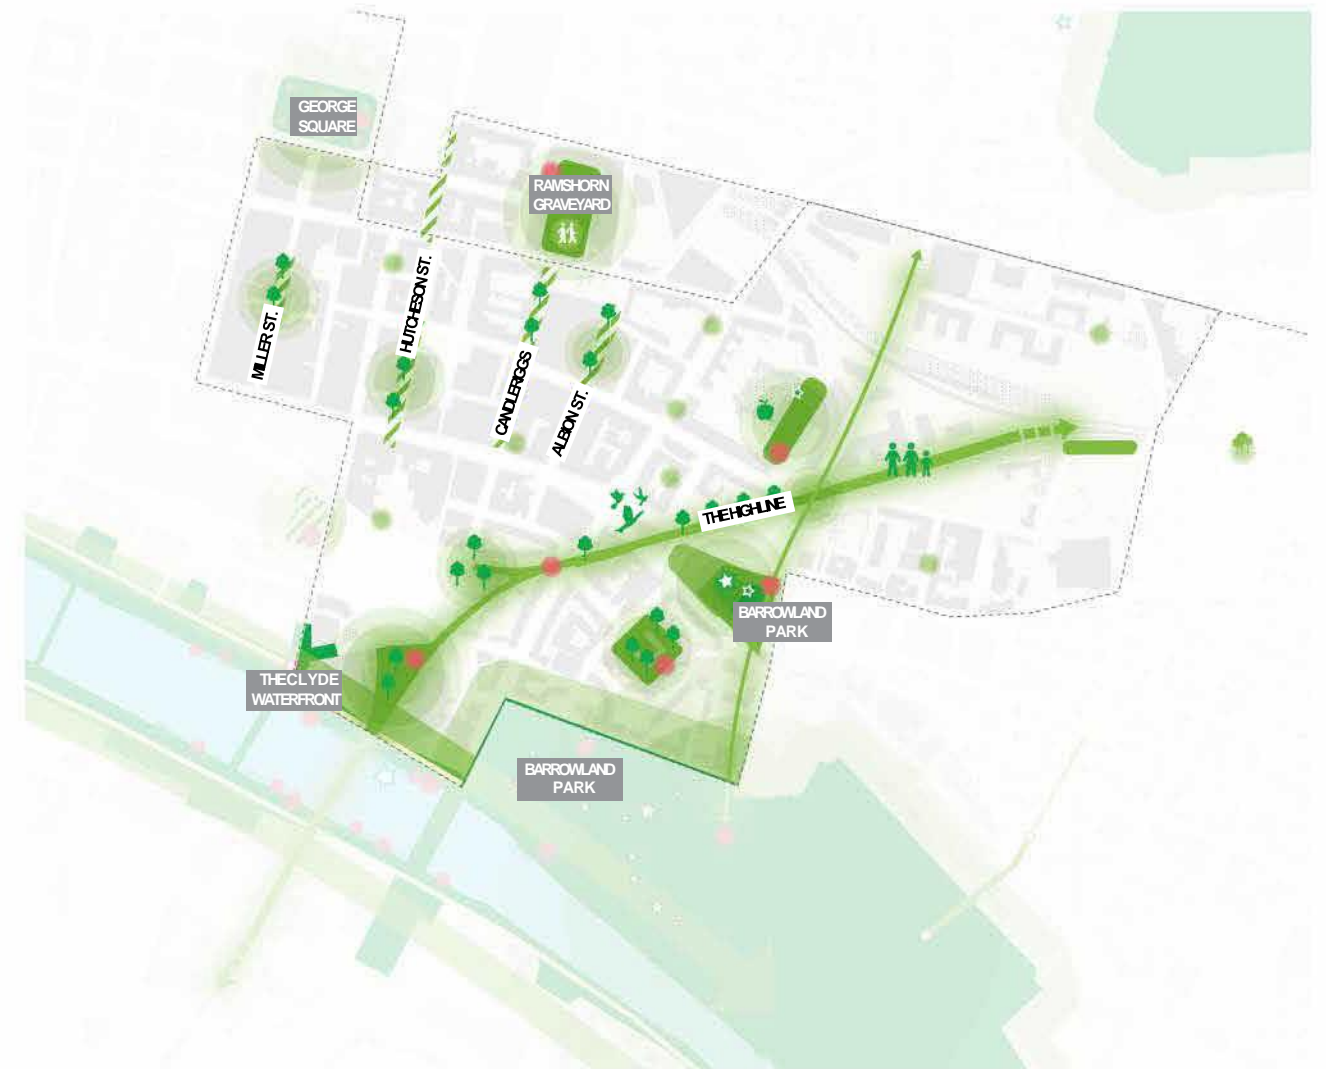 GEORGE
SQUARE
RAMSHORN
GRAVEYARD
MILLER ST.
HUTCHESON ST.
CANDLERIGGS
ALBION ST.
THE HIGHLINE
BARROWLAND
PARK
THE CLYDE
WATERFRONT
BARROWLAND
PARK